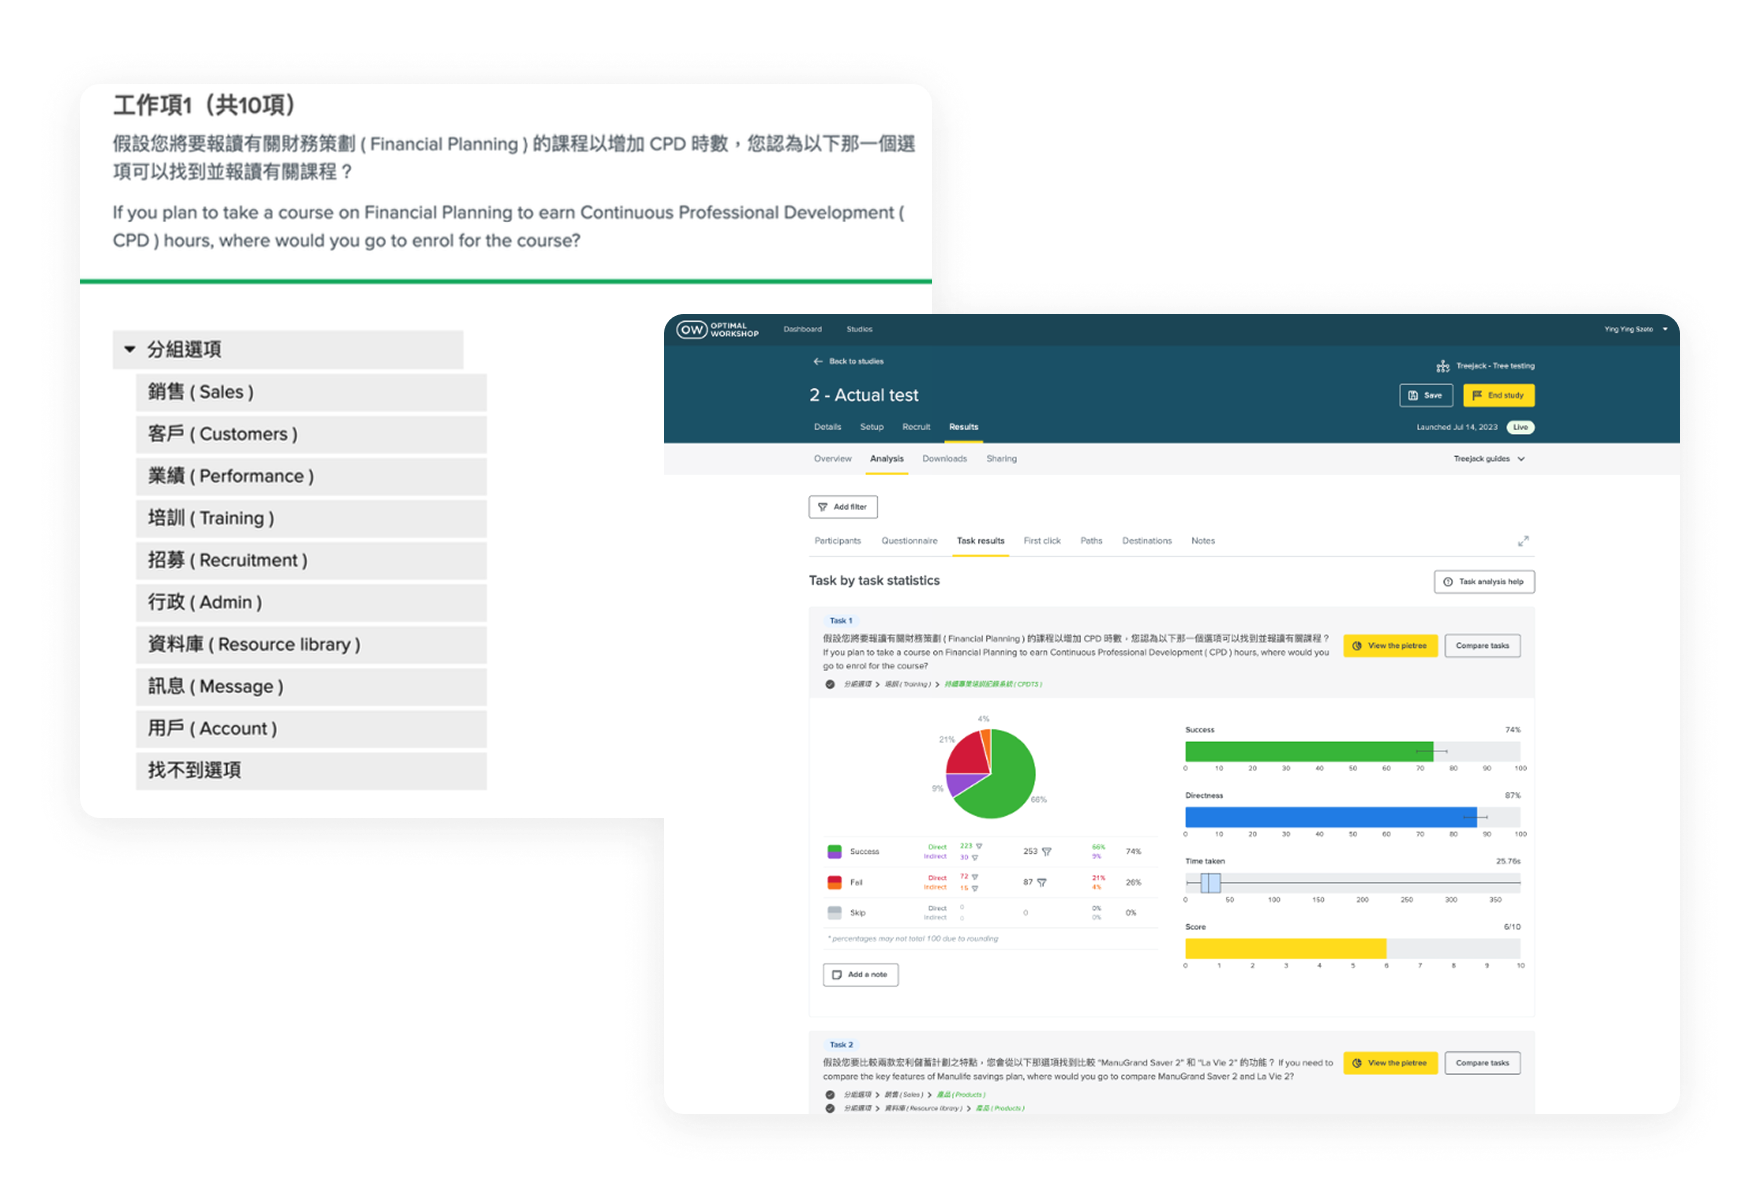 工作項1（共10項）
假設您將要報讀有關財務策劃 ( Financial Planning ) 的課程以增加 CPD 時數，您認為以下那一個選
項可以找到並報讀有關課程？
If you plan to take a course on Financial Planning to earn Continuous Professional Development (
CPD ) hours, where would you go to enrol for the course?
分組選項
銷售 ( Sales )
客戶 ( Customers )
業績 ( Performance )
培訓 ( Training )
招募 ( Recruitment )
行政 ( Admin )
資料庫 ( Resource library )
訊息 ( Message )
用戶 ( Account )
找不到選項
OW OPTIMAL WORKSHOP
Dashboard Studies
Ying Ying Szeto
Back to studies
Treejack - Tree testing
2 - Actual test
Save End study
Details Setup Recruit Results
Launched Jul 14, 2023 Live
Overview Analysis Downloads Sharing
Treejack guides
Add filter
Participants Questionnaire Task results First click Paths Destinations Notes
Task by task statistics
Task analysis help
Task 1
假設您將要報讀有關財務策劃 ( Financial Planning ) 的課程以增加 CPD 時數，您認為以下那一個選項可以找到並報讀有關課程？
If you plan to take a course on Financial Planning to earn Continuous Professional Development ( CPD ) hours, where would you
go to enrol for the course?
View the pietree Compare tasks
分組選項 > 培訓 ( Training ) > 持續專業培訓記錄系統 ( CPDTS )
4%
21%
9%
66%
Success Direct 223 253 66% 74%
Indirect 30 9%
Fail Direct 72 87 21% 26%
Indirect 15 4%
Skip Direct 0 0 0% 0%
Indirect 0 0%
* percentages may not total 100 due to rounding
Add a note
Success 74%
0 10 20 30 40 50 60 70 80 90 100
Directness 87%
0 10 20 30 40 50 60 70 80 90 100
Time taken 25.76s
0 50 100 150 200 250 300 350
Score 6/10
0 1 2 3 4 5 6 7 8 9 10
Task 2
假設您要比較兩款宏利儲蓄計劃之特點，您會從以下那選項找到比較 "ManuGrand Saver 2" 和 "La Vie 2" 的功能？ If you need to
compare the key features of Manulife savings plan, where would you go to compare ManuGrand Saver 2 and La Vie 2?
View the pietree Compare tasks
分組選項 > 銷售 ( Sales ) > 產品 ( Products )
分組選項 > 資料庫 ( Resource library ) > 產品 ( Products )